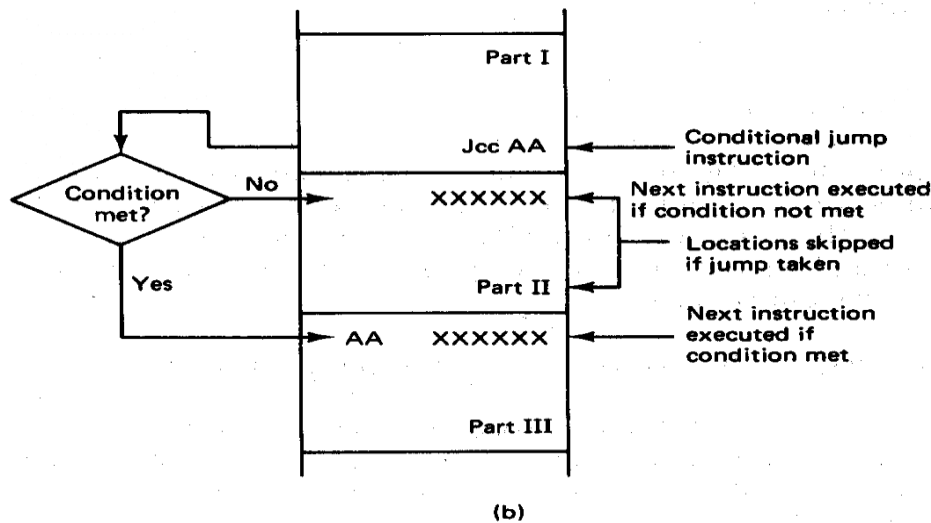 Part I
Jcc AA
Conditional jump
instruction
Condition
met?
No
XXXXXX
Next instruction executed
if condition not met
Locations skipped
if jump taken
Yes
Part II
AA XXXXXX
Next instruction
executed if
condition met
Part III
(b)